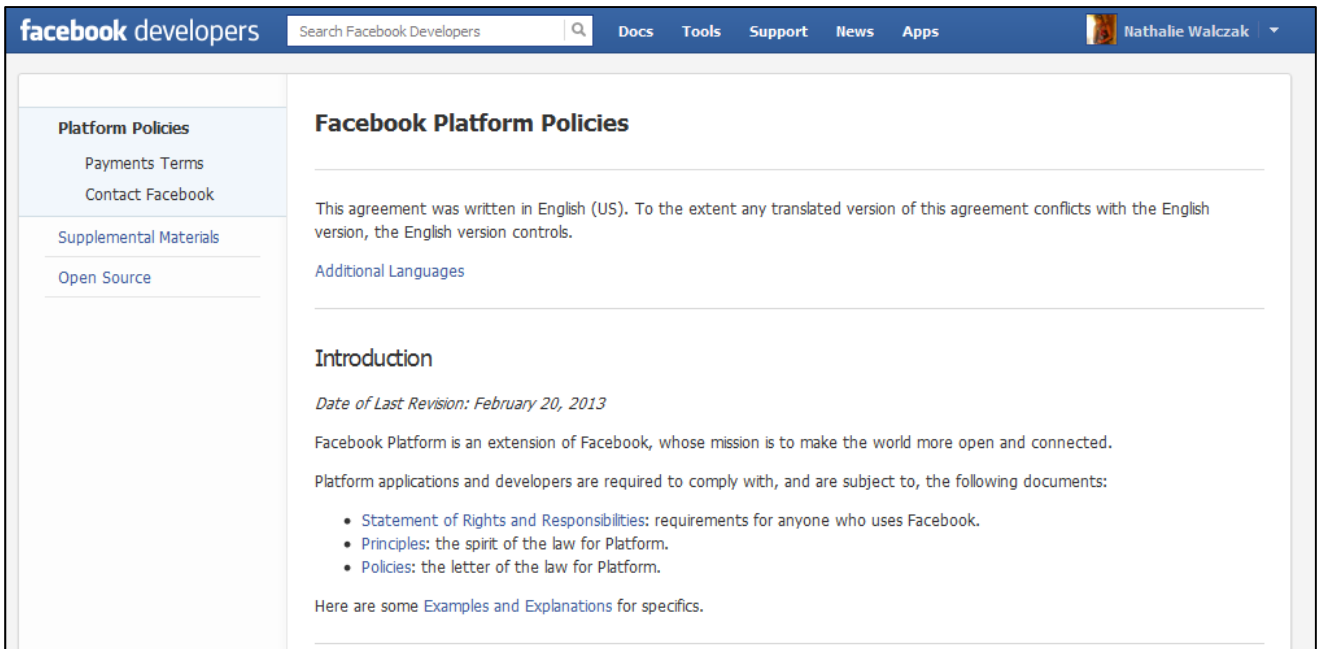 facebook developers
Search Facebook Developers
Docs Tools Support News Apps
Nathalie Walczak
Platform Policies
Payments Terms
Contact Facebook
Supplemental Materials
Open Source
Facebook Platform Policies
This agreement was written in English (US). To the extent any translated version of this agreement conflicts with the English
version, the English version controls.
Additional Languages
Introduction
Date of Last Revision: February 20, 2013
Facebook Platform is an extension of Facebook, whose mission is to make the world more open and connected.
Platform applications and developers are required to comply with, and are subject to, the following documents:
• Statement of Rights and Responsibilities: requirements for anyone who uses Facebook.
• Principles: the spirit of the law for Platform.
• Policies: the letter of the law for Platform.
Here are some Examples and Explanations for specifics.